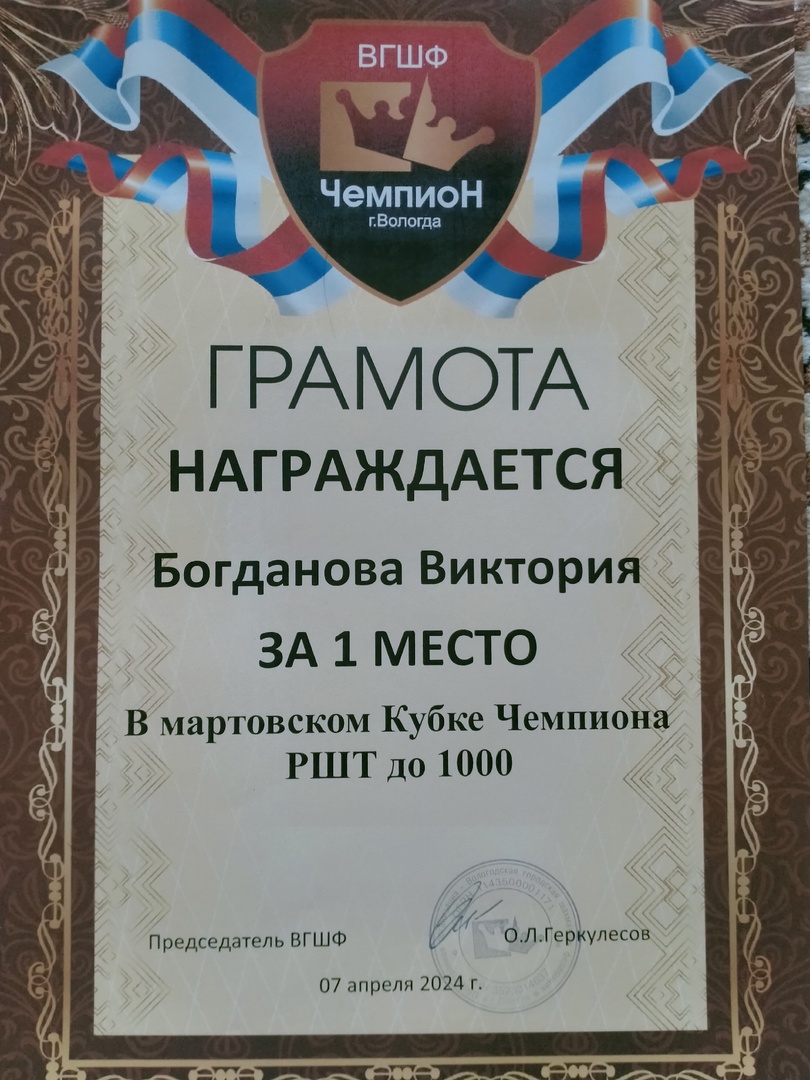 ВГШФ
ЧемпиоН
г.Вологда
ГРАМОТА
НАГРАЖДАЕТСЯ
Богданова Виктория
ЗА 1 МЕСТО
В мартовском Кубке Чемпиона
РШТ до 1000
Председатель ВГШФ
О.Л.Геркулесов
07 апреля 2024 г.